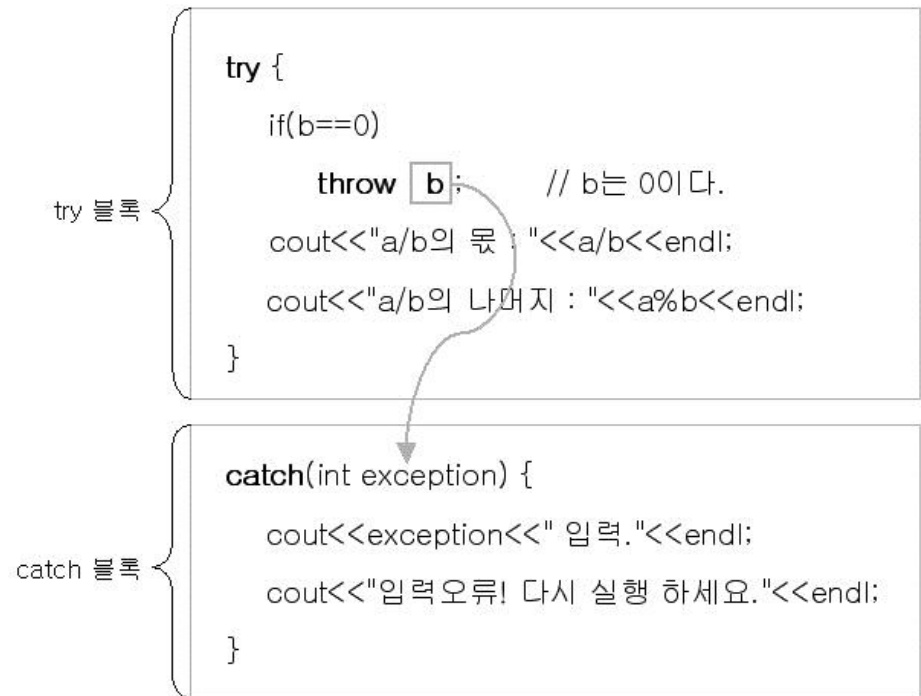 try {
if(b==0)
throw b; // b는 0이다.
try 블록
cout<<"a/b의 몫 : "<<a/b<<endl;
cout<<"a/b의 나머지 : "<<a%b<<endl;
}
catch(int exception) {
cout<<exception<<" 입력."<<endl;
catch 블록
cout<<"입력오류! 다시 실행 하세요."<<endl;
}